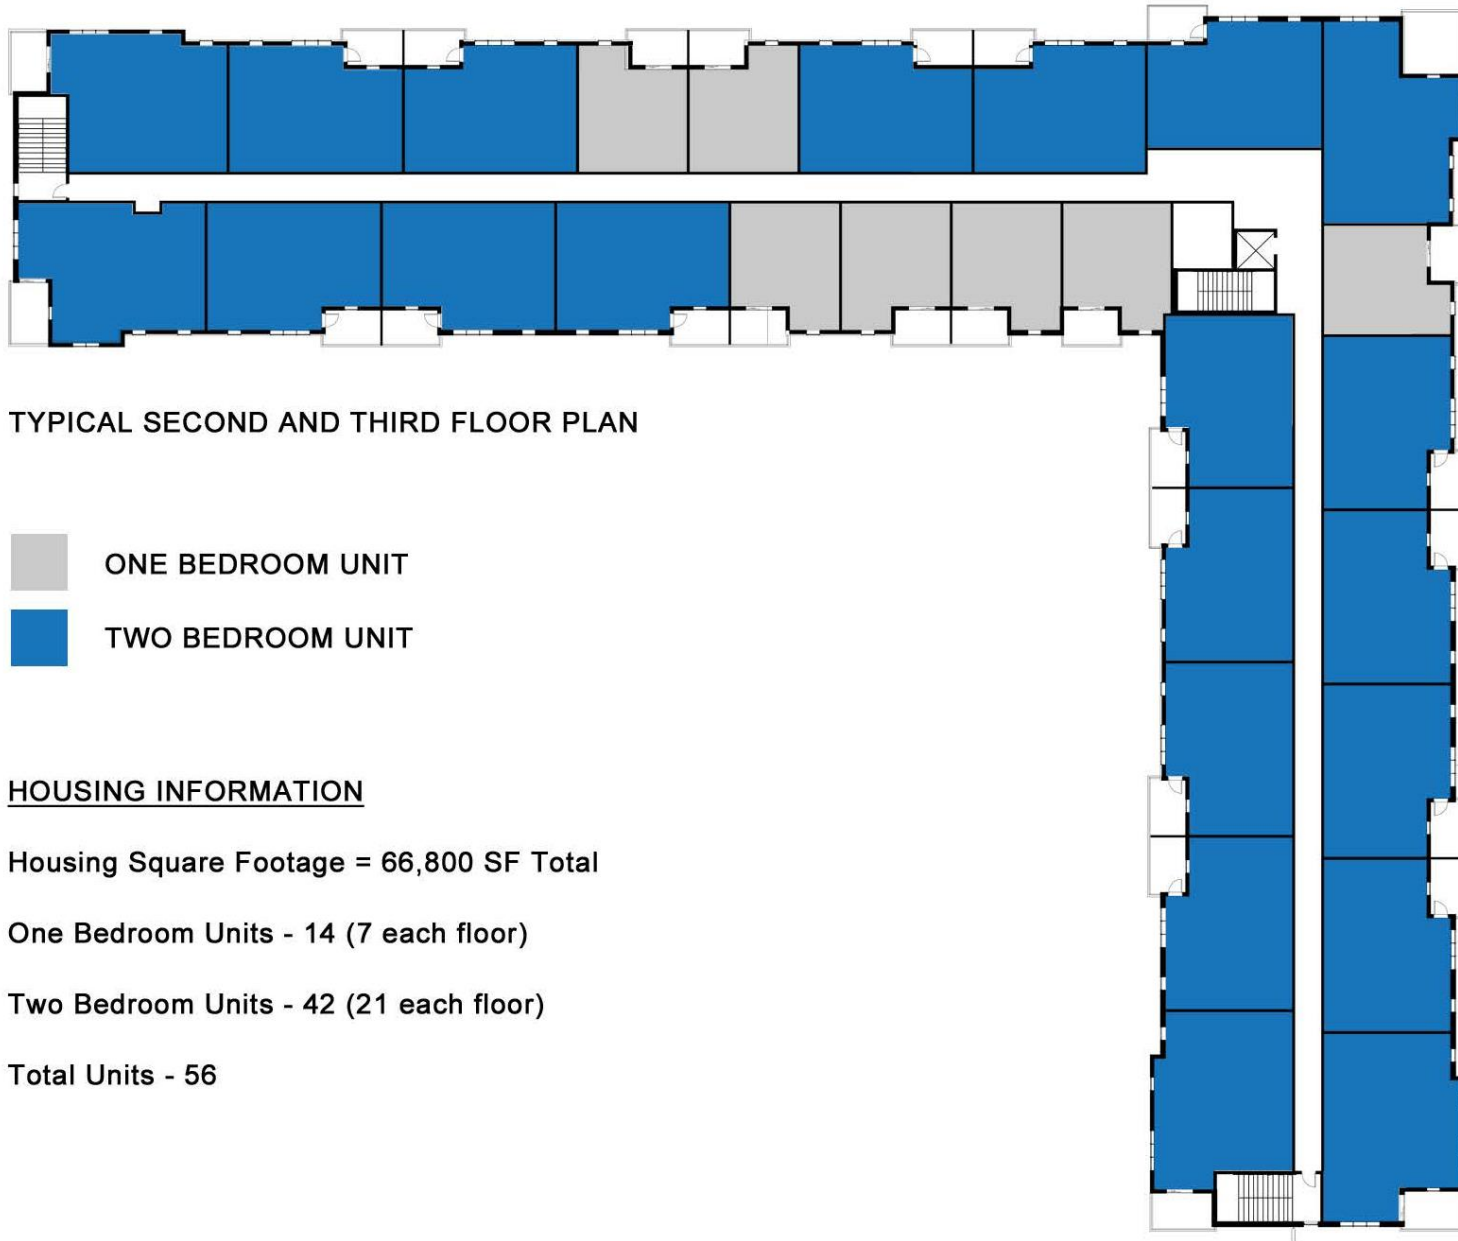 TYPICAL SECOND AND THIRD FLOOR PLAN
ONE BEDROOM UNIT
TWO BEDROOM UNIT
HOUSING INFORMATION
Housing Square Footage = 66,800 SF Total
One Bedroom Units - 14 (7 each floor)
Two Bedroom Units - 42 (21 each floor)
Total Units - 56